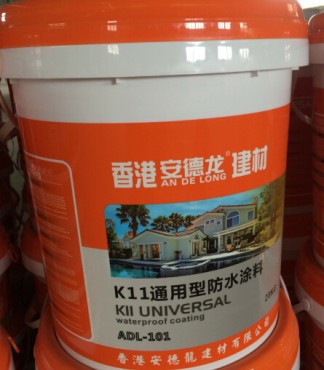 香港安德龙®建材
AN DE LONG
K11通用型防水涂料
KII UNIVERSAL
waterproof coating
20KG
ADL-101
香港安德龍建材有限公司